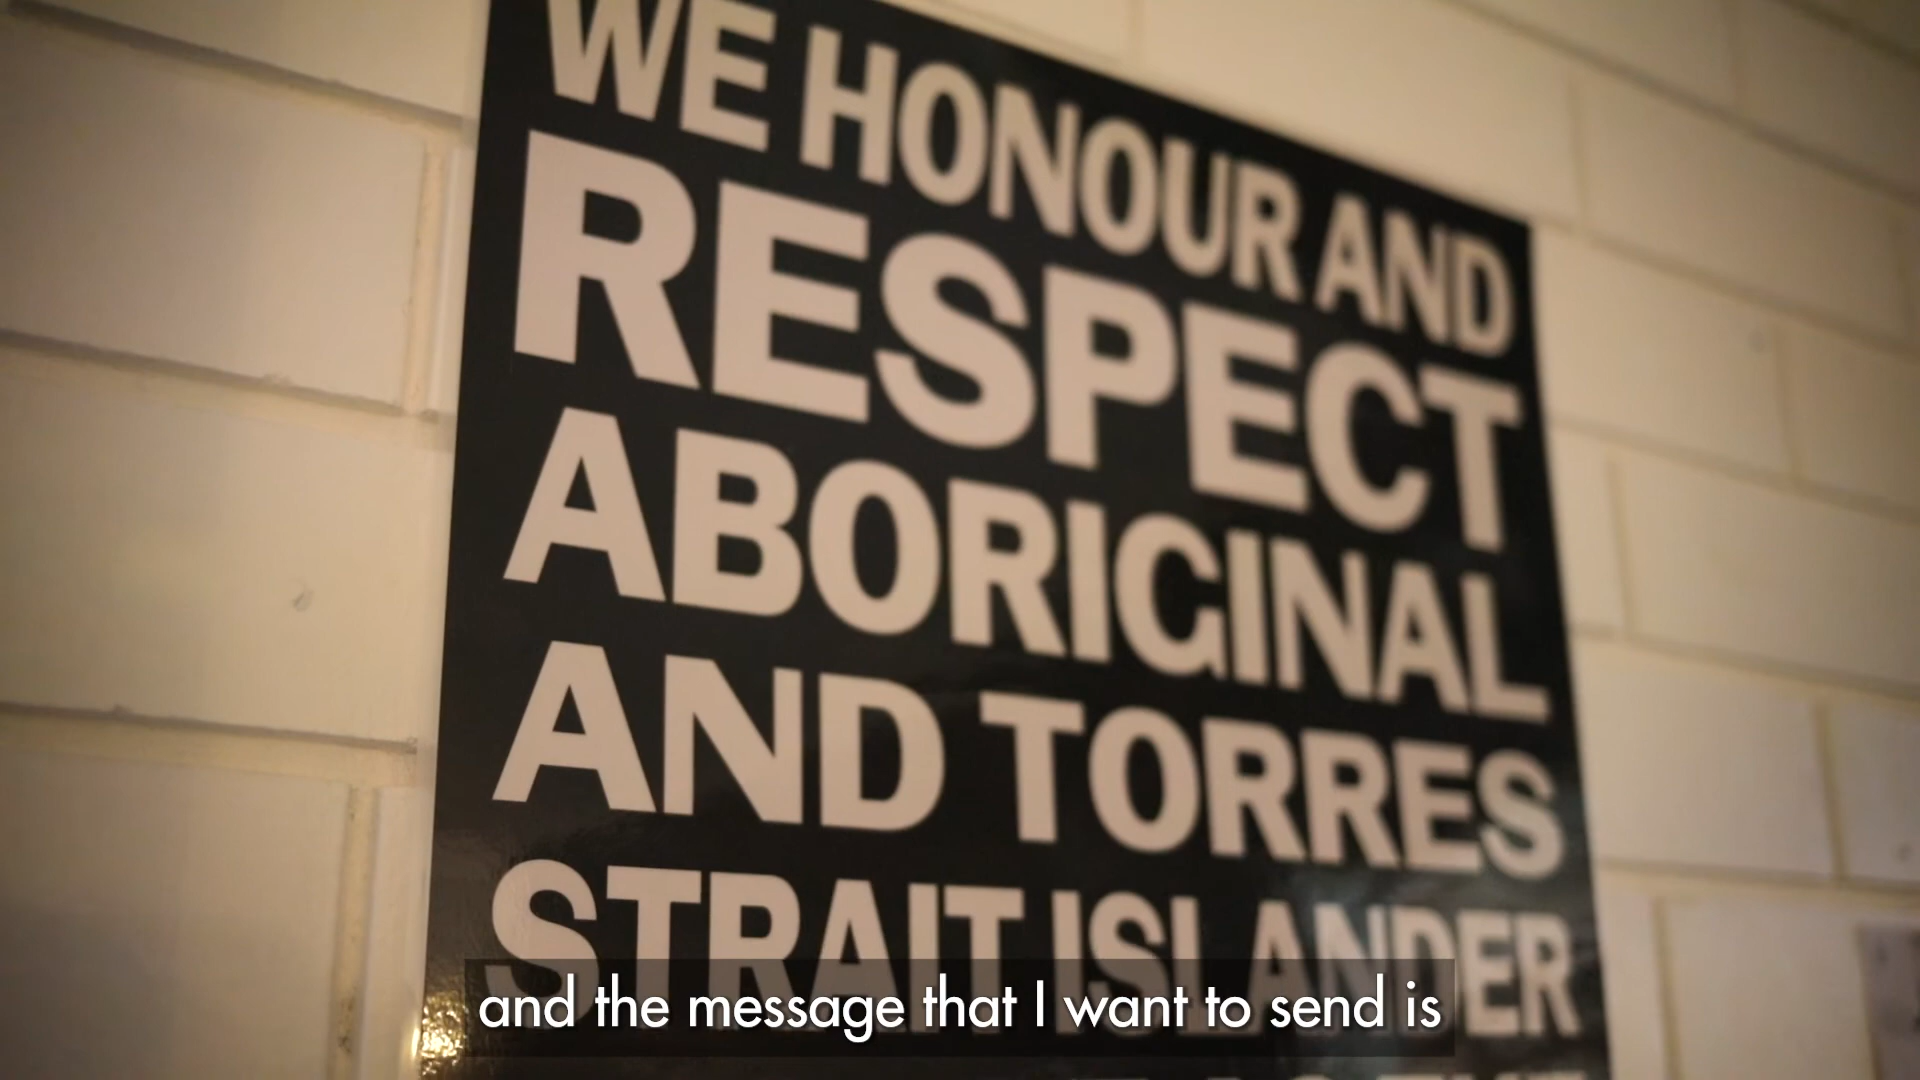 WE HONOUR AND
RESPECT
ABORIGINAL
AND TORRES
STRAIT ISLANDER
and the message that I want to send is